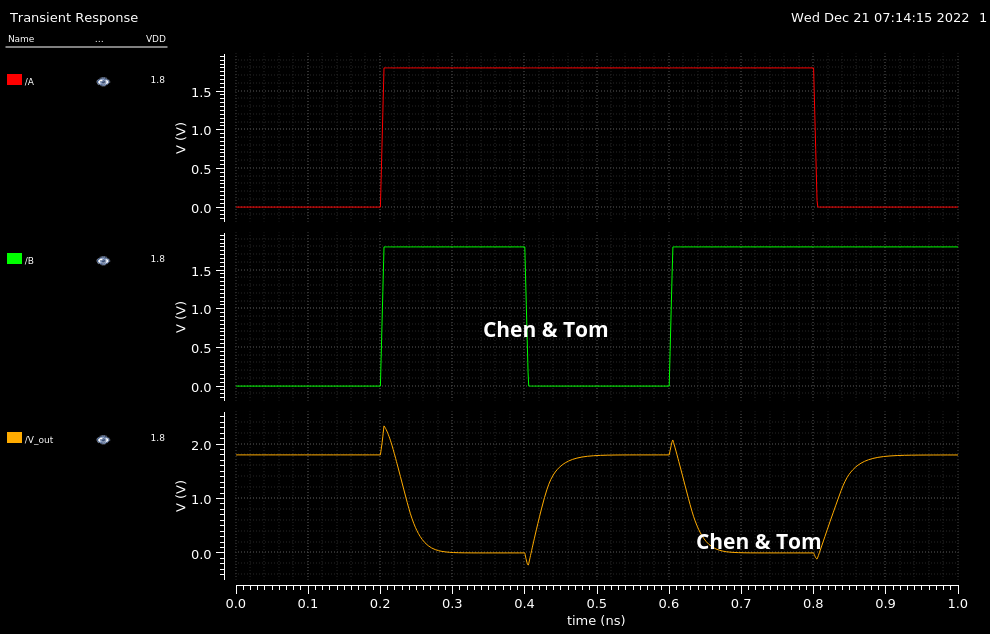 Transient Response
Wed Dec 21 07:14:15 2022 1
Name ... VDD
/A 1.8
V (V)
1.5
1.0
0.5
0.0
/B 1.8
V (V)
1.5
1.0
0.5
0.0
Chen & Tom
/V_out 1.8
V (V)
2.0
1.0
0.0
Chen & Tom
0.0 0.1 0.2 0.3 0.4 0.5 0.6 0.7 0.8 0.9 1.0
time (ns)